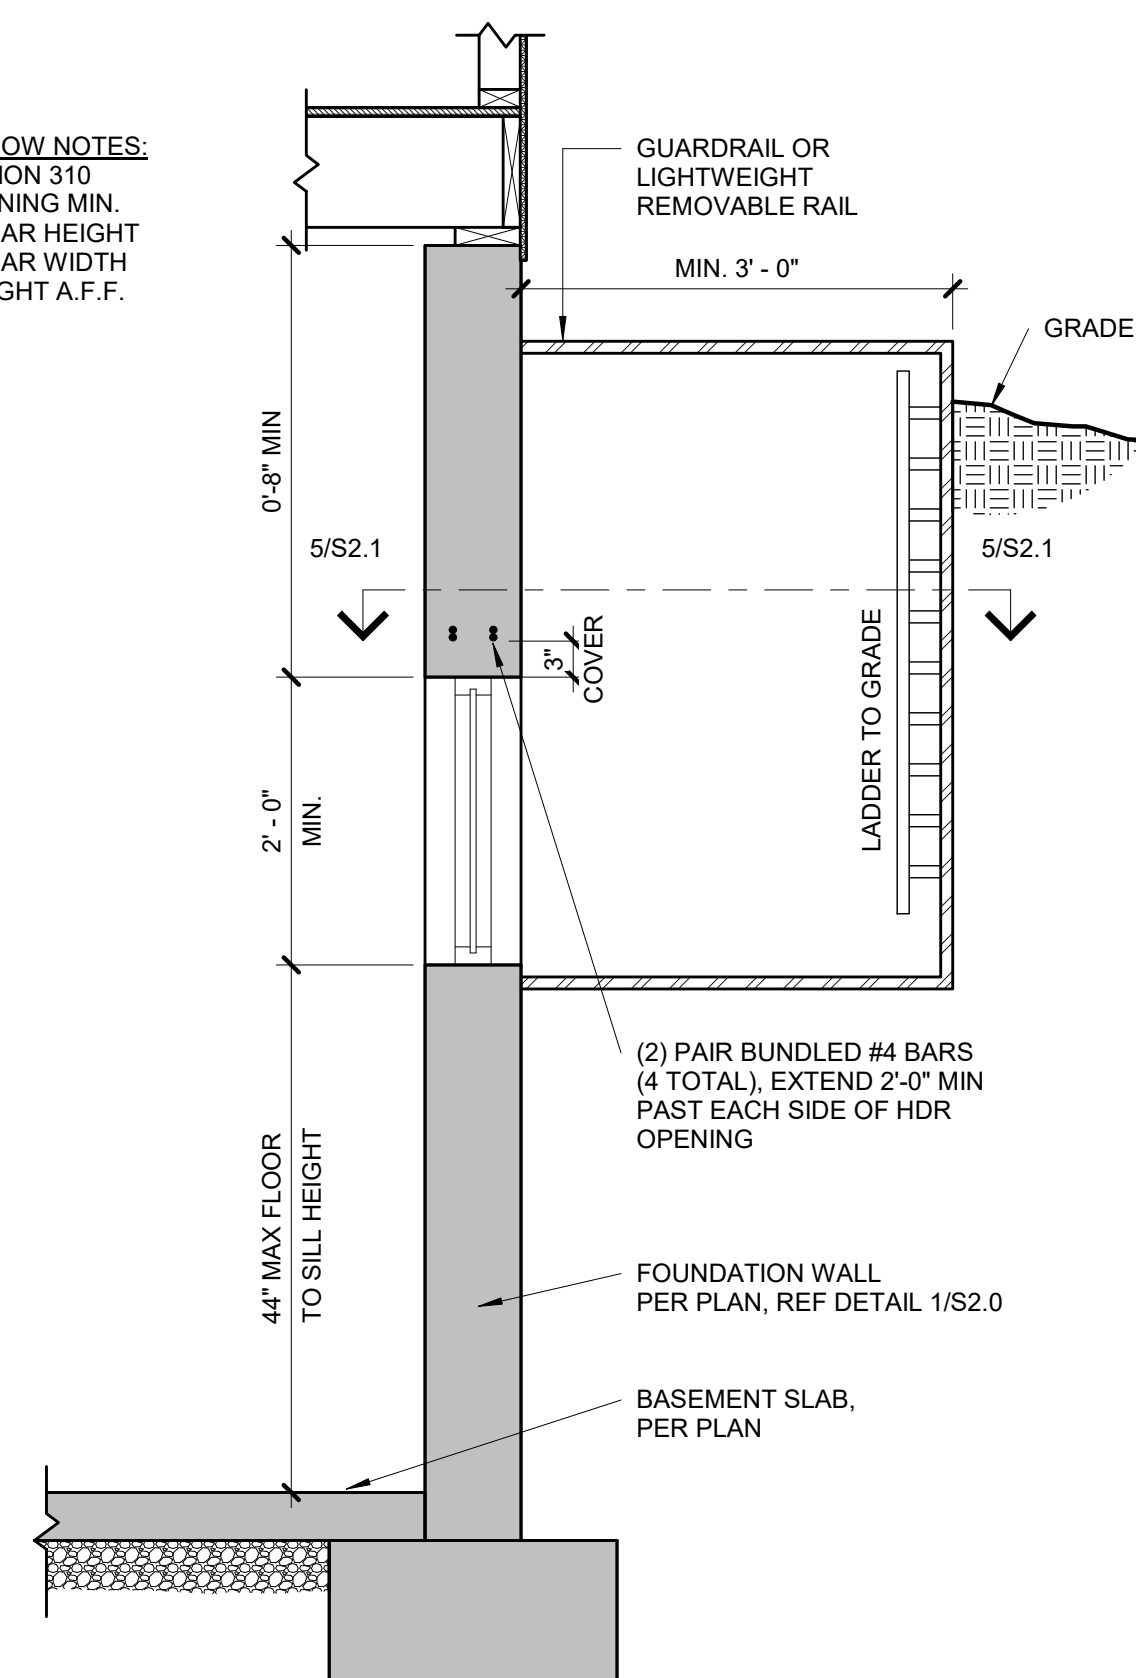 OW NOTES:
ION 310
NING MIN.
AR HEIGHT
AR WIDTH
GHT A.F.F.
GUARDRAIL OR
LIGHTWEIGHT
REMOVABLE RAIL
MIN. 3' - 0"
GRADE
0'-8" MIN
5/S2.1
5/S2.1
3"
COVER
LADDER TO GRADE
2' - 0"
MIN.
(2) PAIR BUNDLED #4 BARS
(4 TOTAL), EXTEND 2'-0" MIN
PAST EACH SIDE OF HDR
OPENING
44" MAX FLOOR
TO SILL HEIGHT
FOUNDATION WALL
PER PLAN, REF DETAIL 1/S2.0
BASEMENT SLAB,
PER PLAN